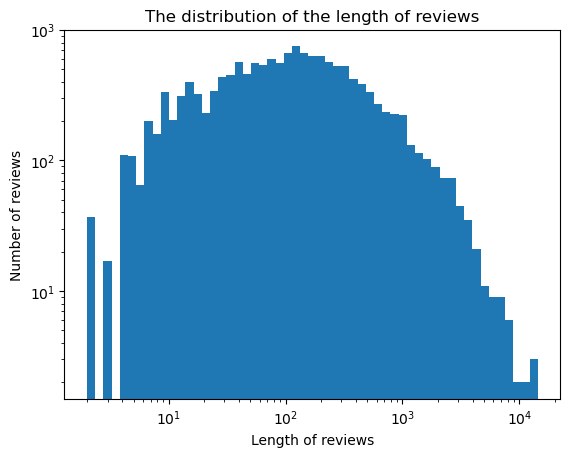 The distribution of the length of reviews
10³
10²
10¹
Number of reviews
10¹ 10² 10³ 10⁴
Length of reviews